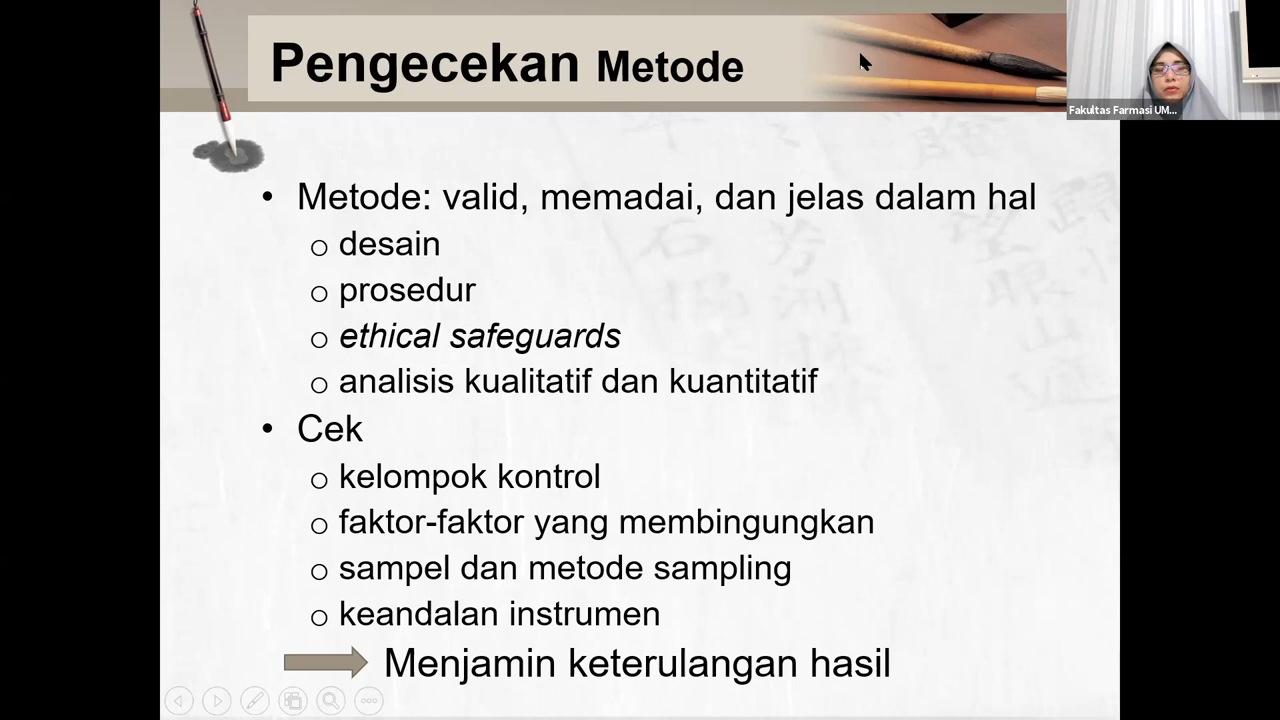 Pengecekan Metode
Fakultas Farmasi UM...
• Metode: valid, memadai, dan jelas dalam hal
o desain
o prosedur
o ethical safeguards
o analisis kualitatif dan kuantitatif
• Cek
o kelompok kontrol
o faktor-faktor yang membingungkan
o sampel dan metode sampling
o keandalan instrumen
Menjamin keterulangan hasil